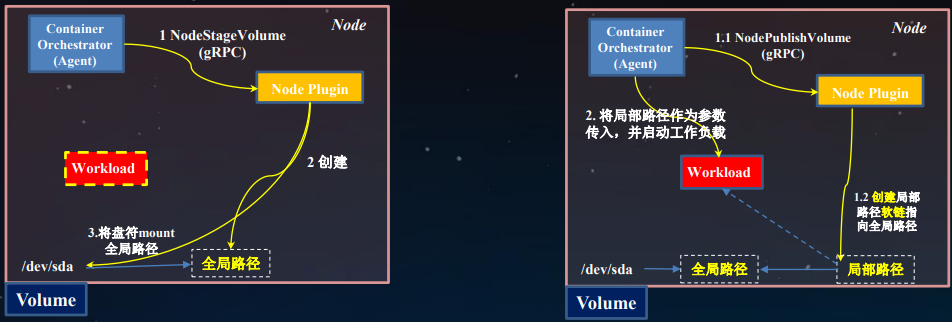 Node
Container
Orchestrator
(Agent)
1 NodeStageVolume
(gRPC)
Node Plugin
2 创建
Workload
3.将盘符mount
全局路径
/dev/sda
全局路径
Volume
Node
Container
Orchestrator
(Agent)
1.1 NodePublishVolume
(gRPC)
Node Plugin
2. 将局部路径作为参数
传入，并启动工作负载
Workload
1.2 创建局部
路径软链指
向全局路径
/dev/sda
全局路径
局部路径
Volume